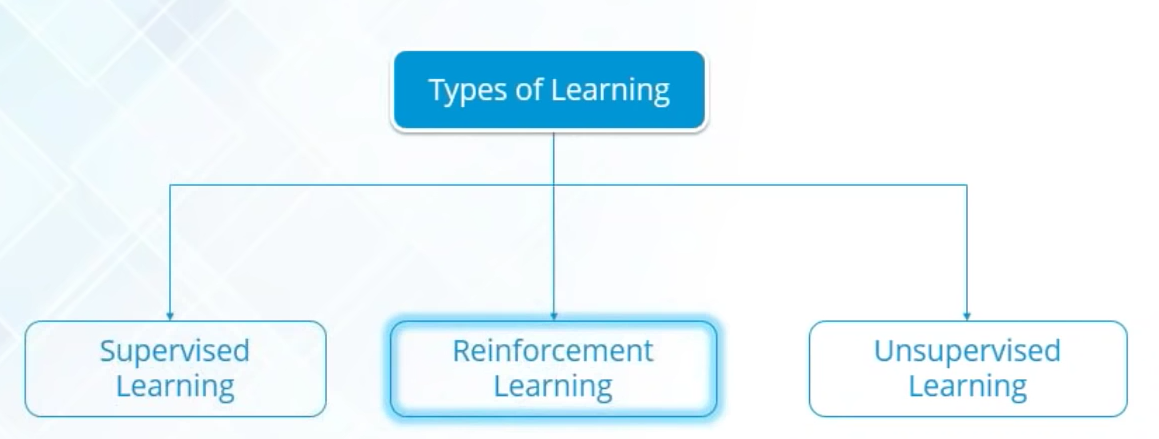 Types of Learning
Supervised
Learning
Reinforcement
Learning
Unsupervised
Learning